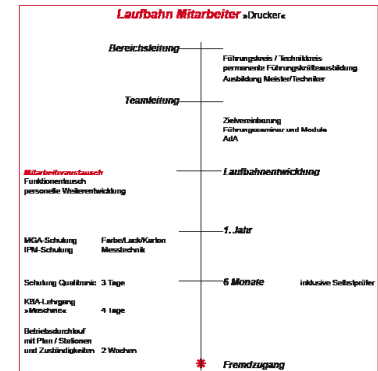 Laufbahn Mitarbeiter »Drucker«
Bereichsleitung
Führungskreis / Technikkreis
permanente Führungskräfteausbildung
Ausbildung Meister/Techniker
Teamleitung
Zielvereinbarung
Führungsseminar und Module
AdA
Mitarbeiteraustausch
Funktionentausch
personelle Weiterentwicklung
Laufbahnentwicklung
1. Jahr
MGA-Schulung Farbe/Lack/Karton
IPM-Schulung Messtechnik
Schulung Qualitronic 3 Tage
6 Monate inklusive Selbstprüfer
KBA-Lehrgang
»Maschine« 4 Tage
Betriebsdurchlauf
mit Plan / Stationen
und Zuständigkeiten 2 Wochen
Fremdzugang